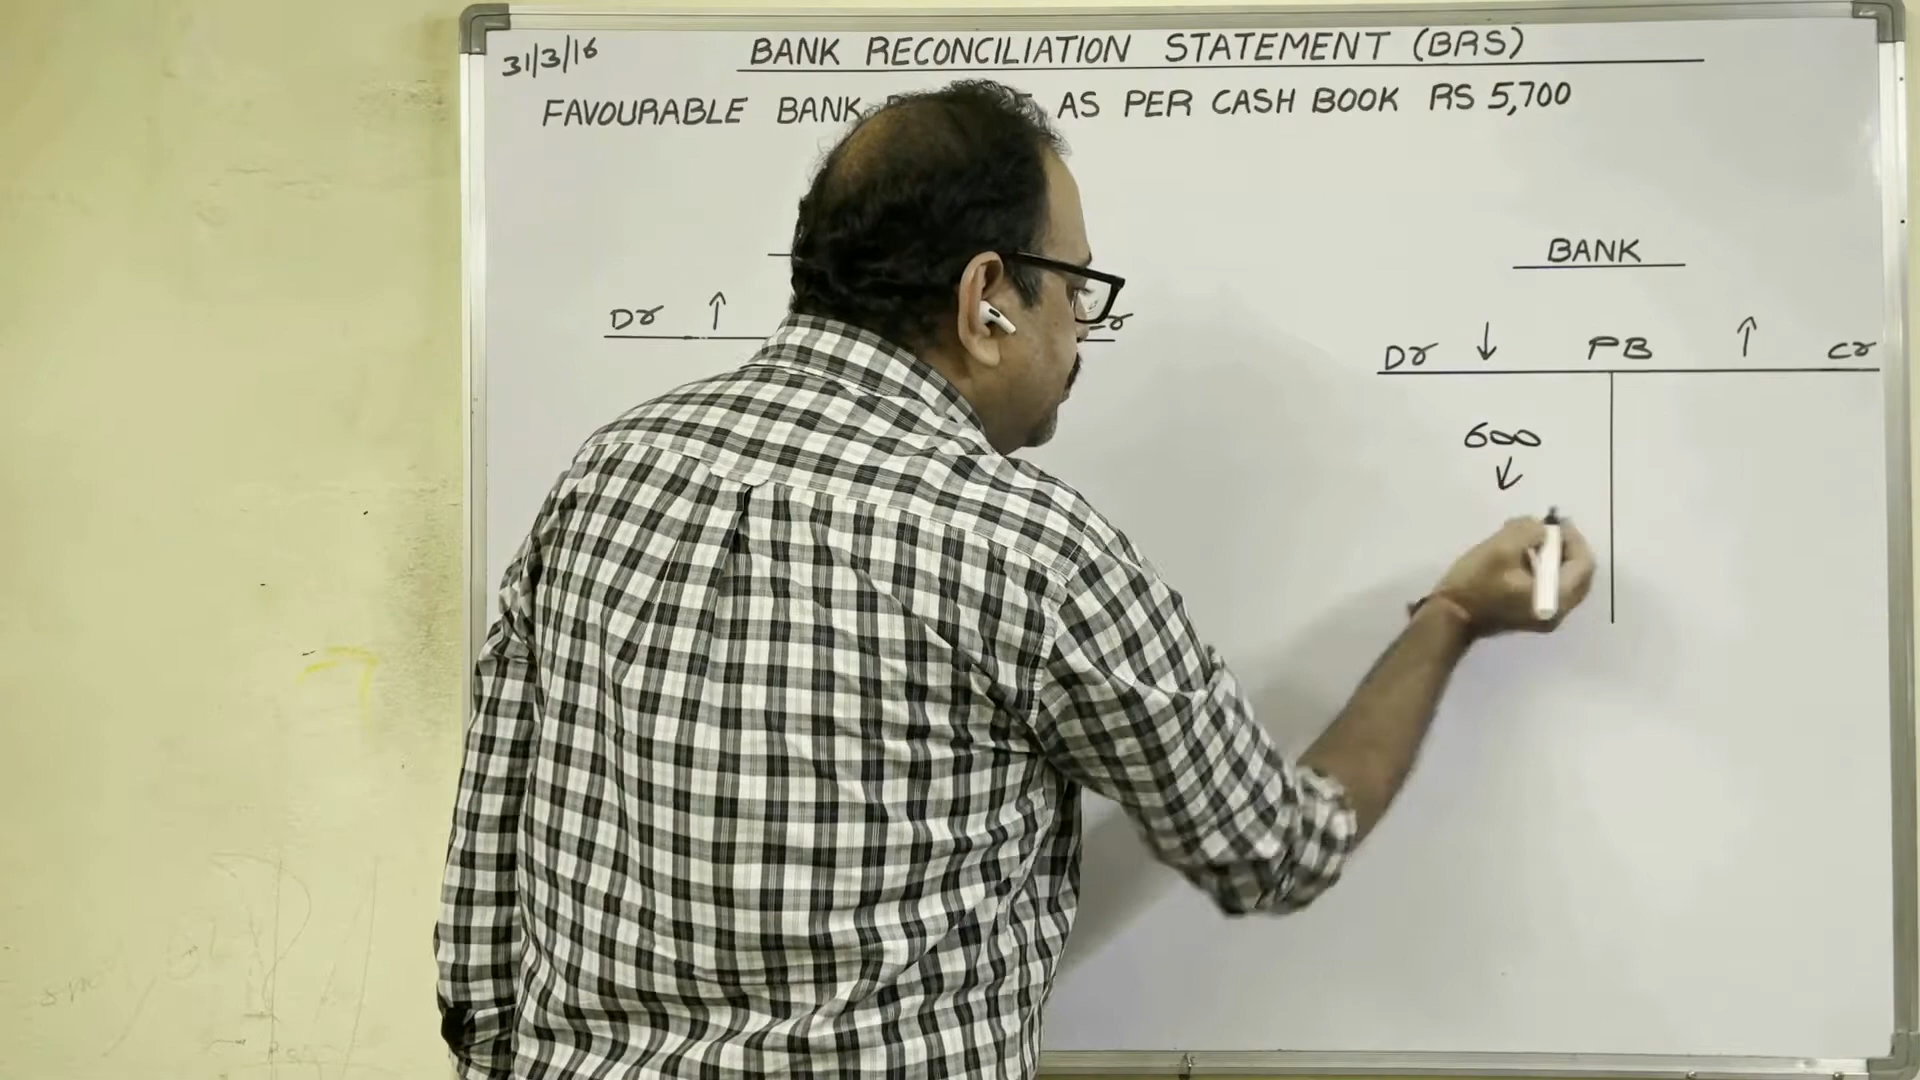 31/3/16
BANK RECONCILIATION STATEMENT (BRS)
FAVOURABLE BANK AS PER CASH BOOK RS 5,700
BANK
Dr ↑
Dr ↓ PB ↑ Cr
600
↓